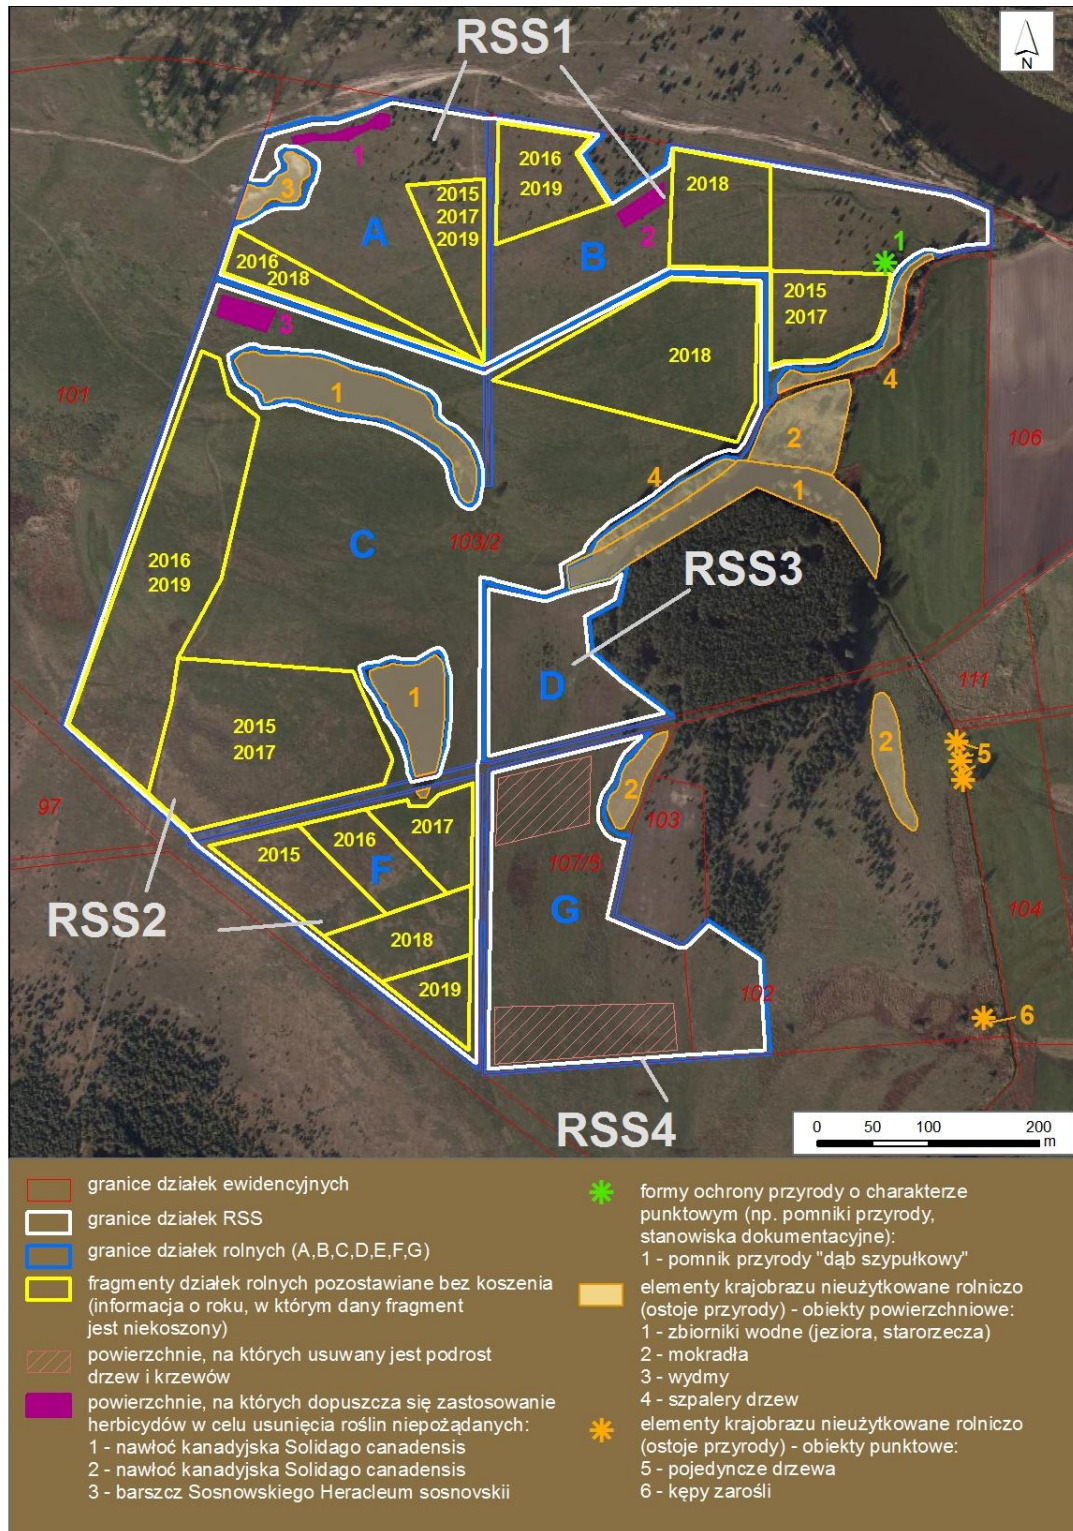 RSS1
N
1
3
A
2016
2018
2015
2017
2019
2016
2019
B
2
2018
1
2015
2017
4
3
2018
101
1
106
2
4
1
C
103/2
2016
2019
RSS3
D
111
1
2015
2017
2
5
97
2
2017
2016
2015
F
103
107/5
G
RSS2
2018
104
2019
102
6
RSS4
0 50 100 200
m
granice działek ewidencyjnych
granice działek RSS
granice działek rolnych (A,B,C,D,E,F,G)
fragmenty działek rolnych pozostawiane bez koszenia
(informacja o roku, w którym dany fragment
jest niekoszony)
powierzchnie, na których usuwany jest podrost
drzew i krzewów
powierzchnie, na których dopuszcza się zastosowanie
herbicydów w celu usunięcia roślin niepożądanych:
1 - nawłoć kanadyjska Solidago canadensis
2 - nawłoć kanadyjska Solidago canadensis
3 - barszcz Sosnowskiego Heracleum sosnovskii
formy ochrony przyrody o charakterze
punktowym (np. pomniki przyrody,
stanowiska dokumentacyjne):
1 - pomnik przyrody "dąb szypułkowy"
elementy krajobrazu nieużytkowane rolniczo
(ostoje przyrody) - obiekty powierzchniowe:
1 - zbiorniki wodne (jeziora, starorzecza)
2 - mokradła
3 - wydmy
4 - szpalery drzew
elementy krajobrazu nieużytkowane rolniczo
(ostoje przyrody) - obiekty punktowe:
5 - pojedyncze drzewa
6 - kępy zarośli